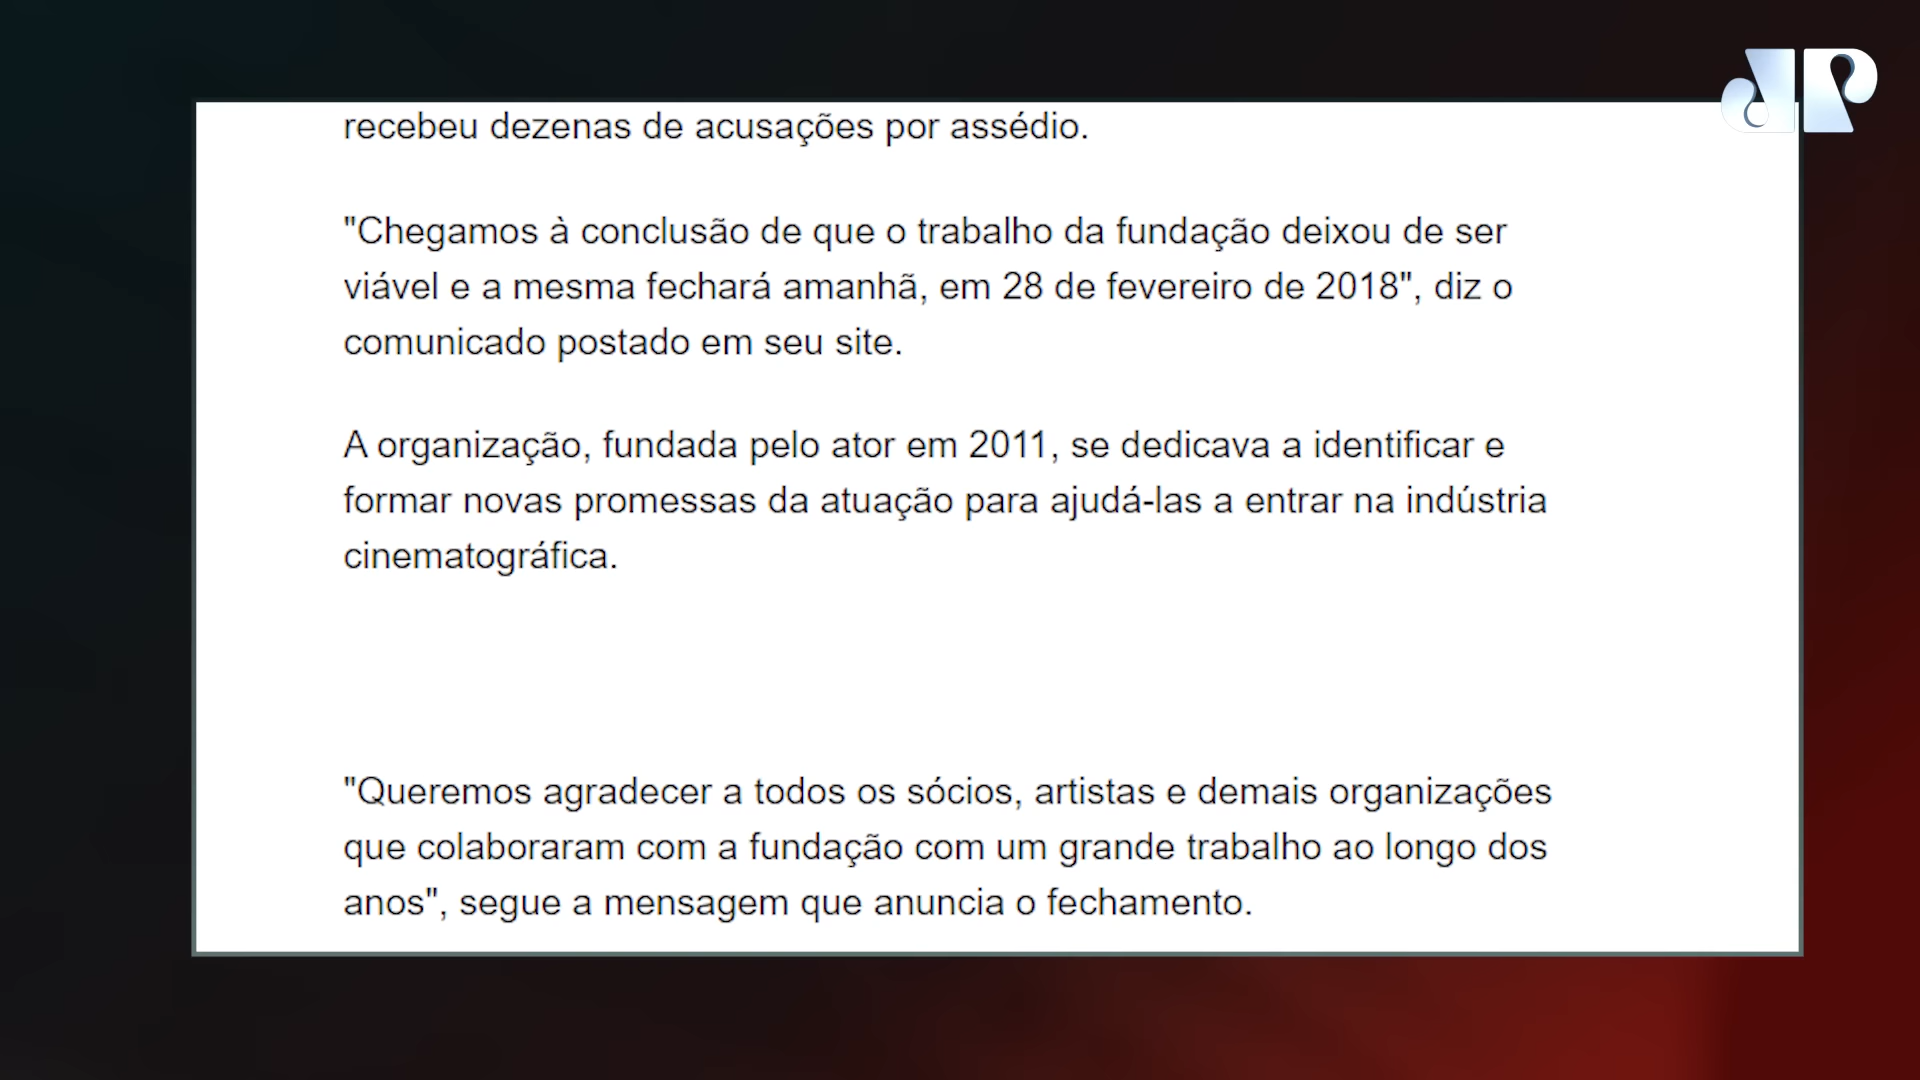 JP
recebeu dezenas de acusações por assédio.
"Chegamos à conclusão de que o trabalho da fundação deixou de ser
viável e a mesma fechará amanhã, em 28 de fevereiro de 2018", diz o
comunicado postado em seu site.
A organização, fundada pelo ator em 2011, se dedicava a identificar e
formar novas promessas da atuação para ajudá-las a entrar na indústria
cinematográfica.
"Queremos agradecer a todos os sócios, artistas e demais organizações
que colaboraram com a fundação com um grande trabalho ao longo dos
anos", segue a mensagem que anuncia o fechamento.